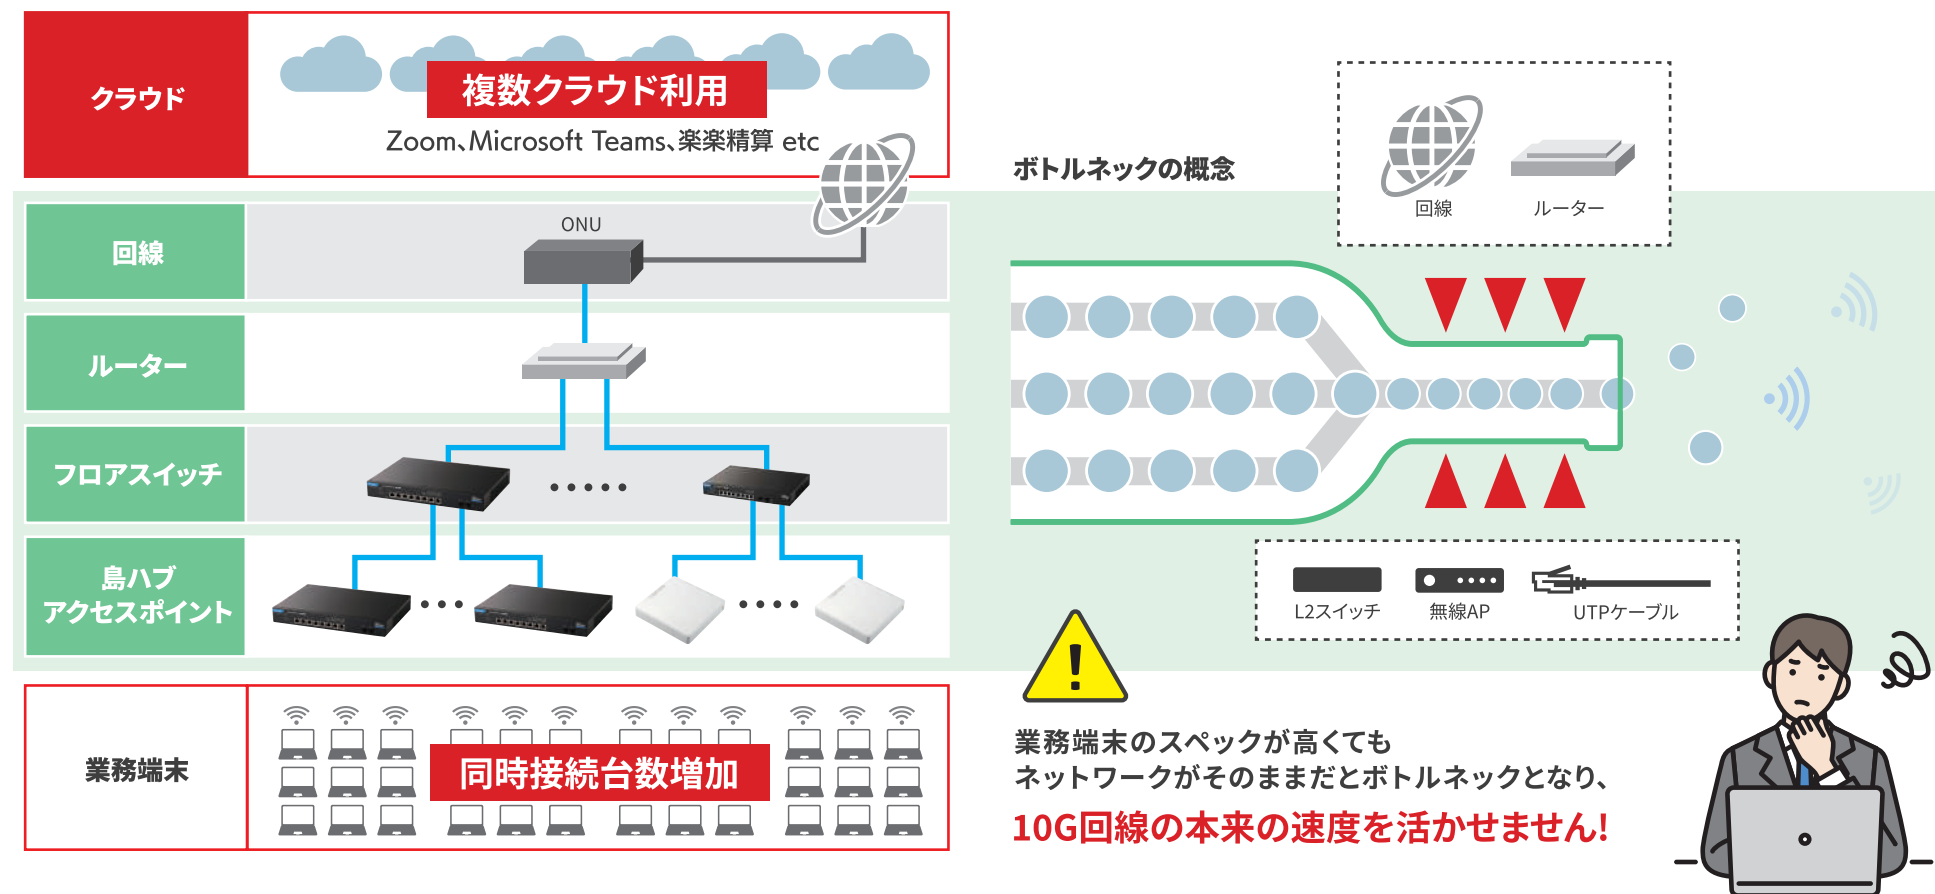 クラウド
複数クラウド利用
Zoom、Microsoft Teams、楽楽精算 etc
回線
ONU
ルーター
フロアスイッチ
島ハブ
アクセスポイント
業務端末
同時接続台数増加
ボトルネックの概念
回線
ルーター
L2スイッチ
無線AP
UTPケーブル
業務端末のスペックが高くても
ネットワークがそのままだとボトルネックとなり、
10G回線の本来の速度を活かせません!